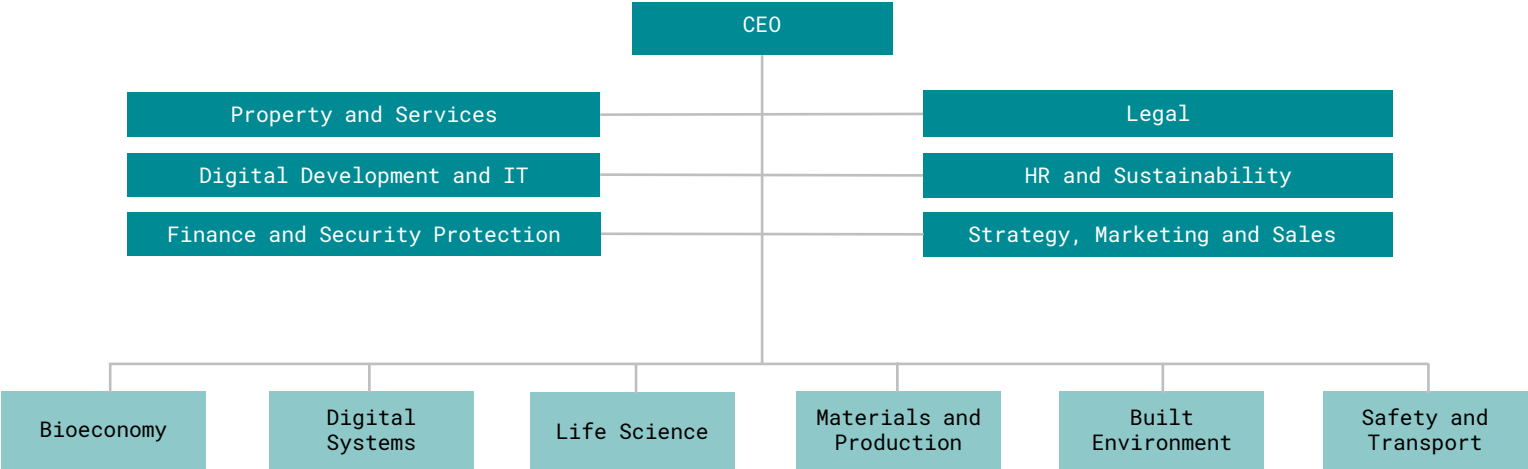 CEO
Property and Services
Legal
Digital Development and IT
HR and Sustainability
Finance and Security Protection
Strategy, Marketing and Sales
Bioeconomy
Digital
Systems
Life Science
Materials and
Production
Built
Environment
Safety and
Transport